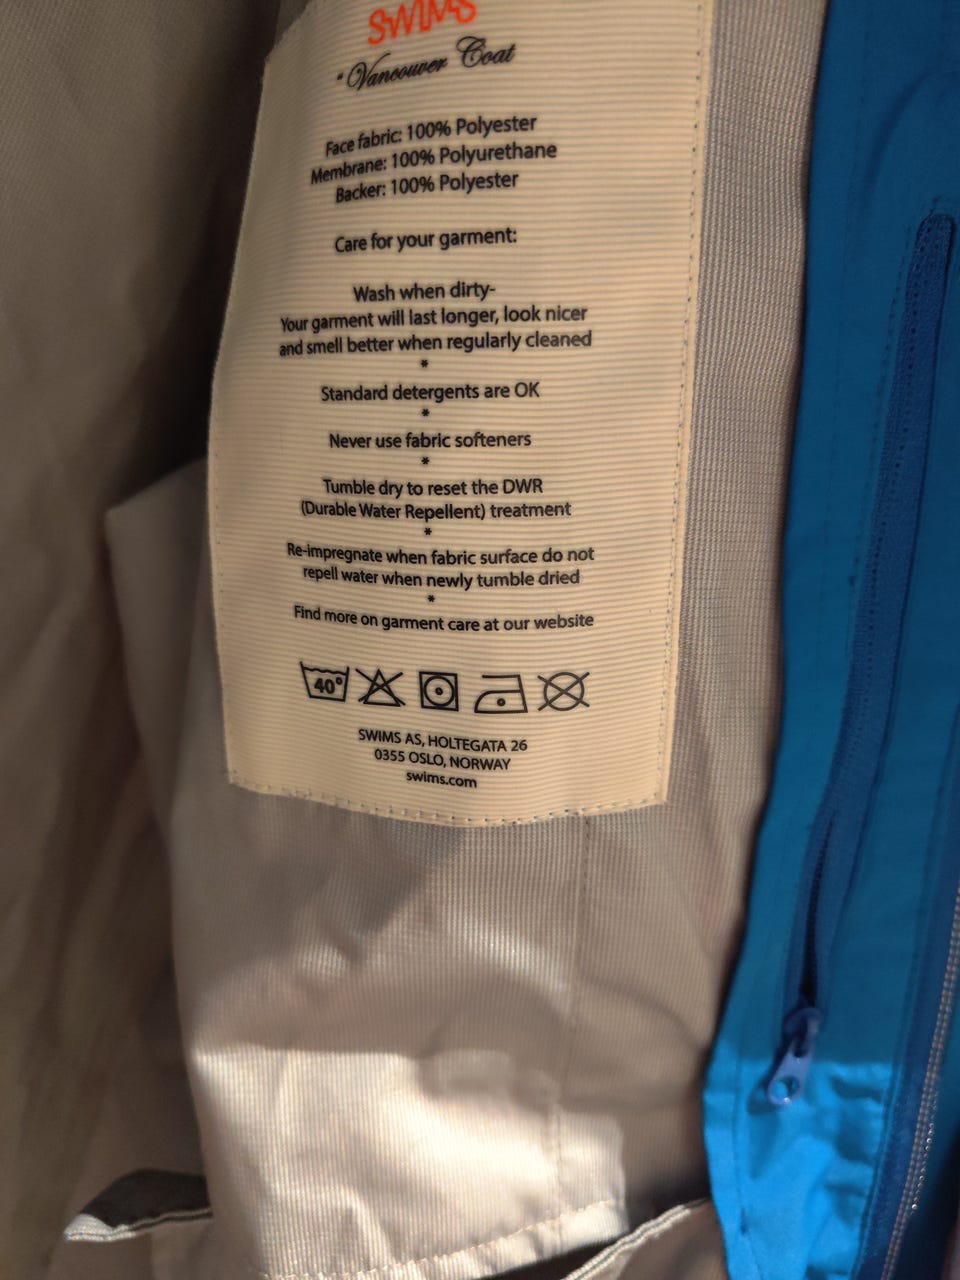 SWIMS
"Vancouver Coat
Face fabric: 100% Polyester
Membrane: 100% Polyurethane
Backer: 100% Polyester
Care for your garment:
Wash when dirty-
Your garment will last longer, look nicer
and smell better when regularly cleaned
*
Standard detergents are OK
*
Never use fabric softeners
*
Tumble dry to reset the DWR
(Durable Water Repellent) treatment
*
Re-impregnate when fabric surface do not
repell water when newly tumble dried
*
Find more on garment care at our website
40°
SWIMS AS, HOLTEGATA 26
0355 OSLO, NORWAY
swims.com